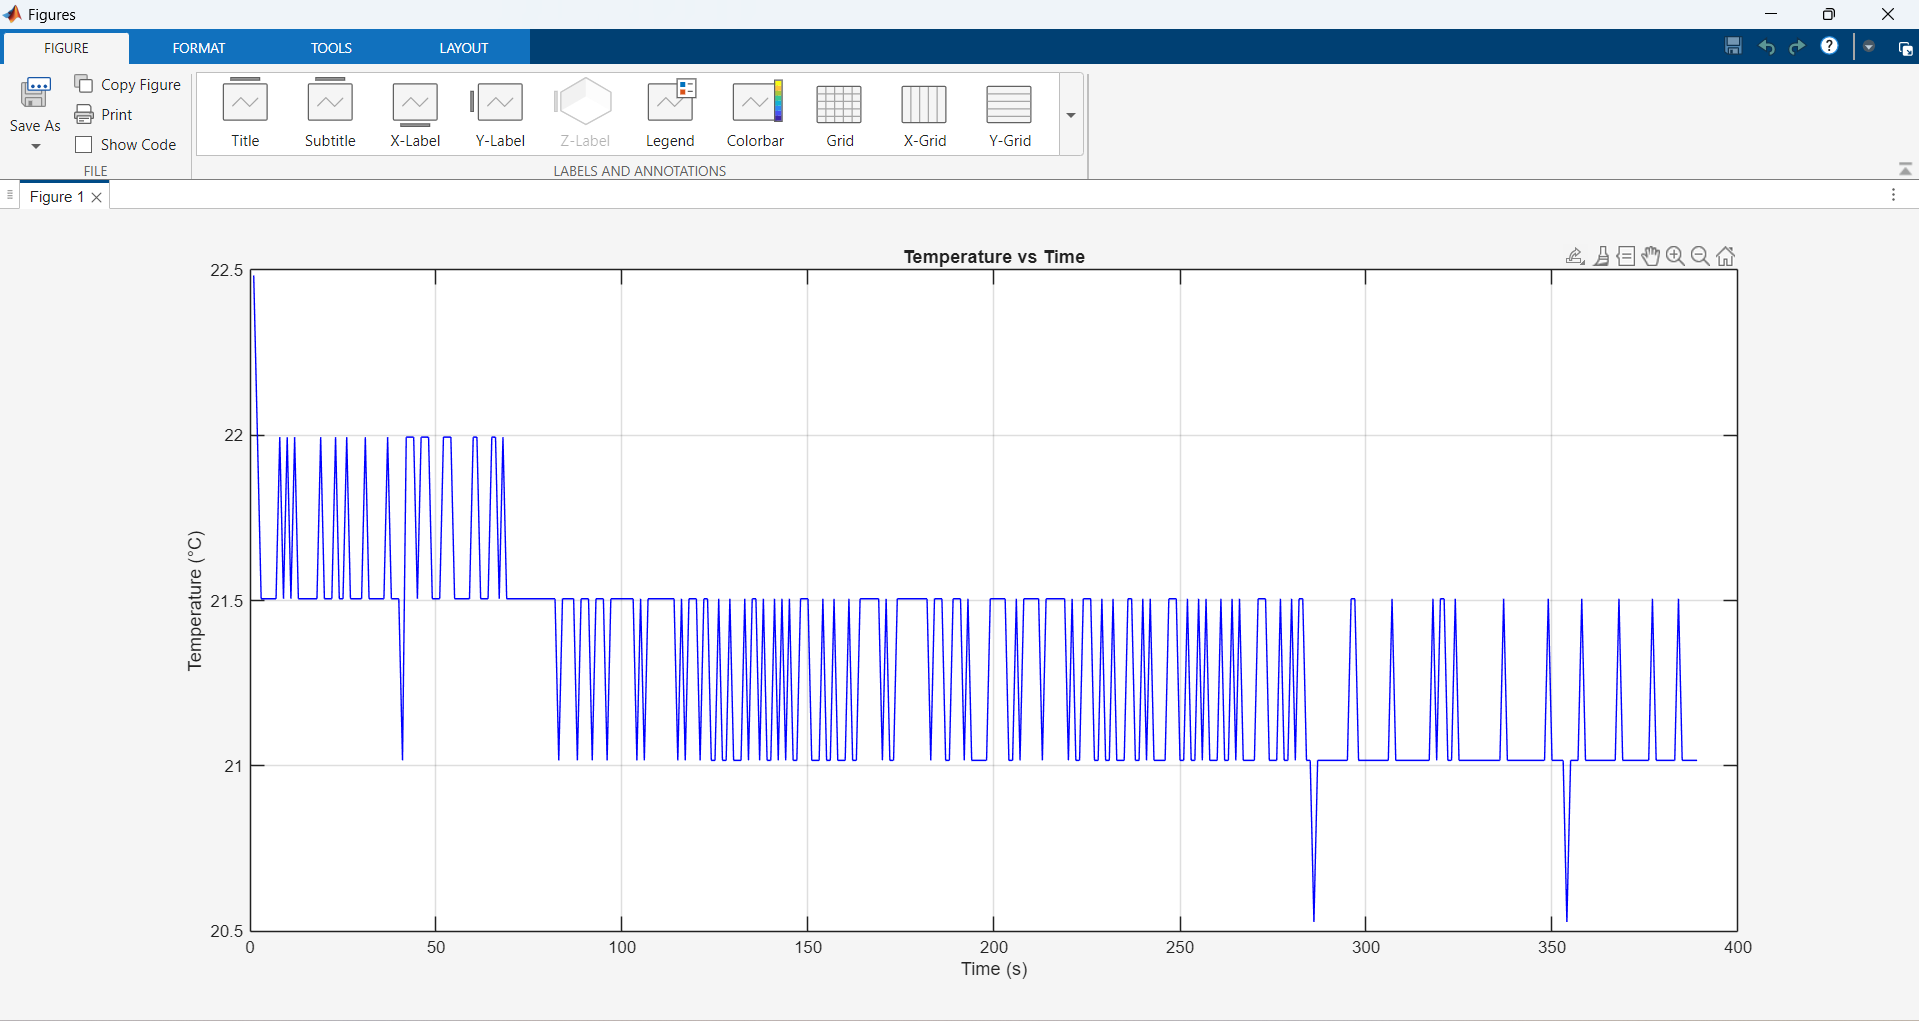 Figures
FIGURE FORMAT TOOLS LAYOUT
?
Save As
Copy Figure
Print
Show Code
FILE
Title Subtitle X-Label Y-Label Z-Label Legend Colorbar Grid X-Grid Y-Grid
LABELS AND ANNOTATIONS
Figure 1
Temperature vs Time
22.5
22
21.5
21
20.5
Temperature (°C)
0 50 100 150 200 250 300 350 400
Time (s)